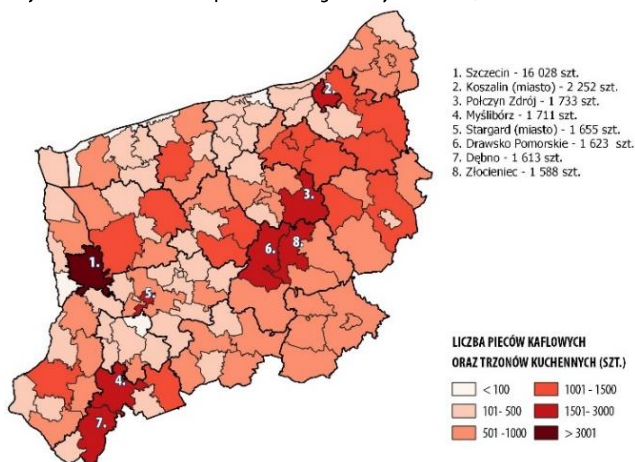 1. Szczecin - 16 028 szt.
2. Koszalin (miasto) - 2 252 szt.
3. Połczyn Zdrój - 1 733 szt.
4. Myślibórz - 1 711 szt.
5. Stargard (miasto) - 1 655 szt.
6. Drawsko Pomorskie - 1 623 szt.
7. Dębno - 1 613 szt.
8. Złocieniec - 1 588 szt.
2.
3.
6.
8.
1.
5.
4.
7.
LICZBA PIECÓW KAFLOWYCH
ORAZ TRZONÓW KUCHENNYCH (SZT.)
< 100
1001 - 1500
101- 500
1501- 3000
501 -1000
> 3001